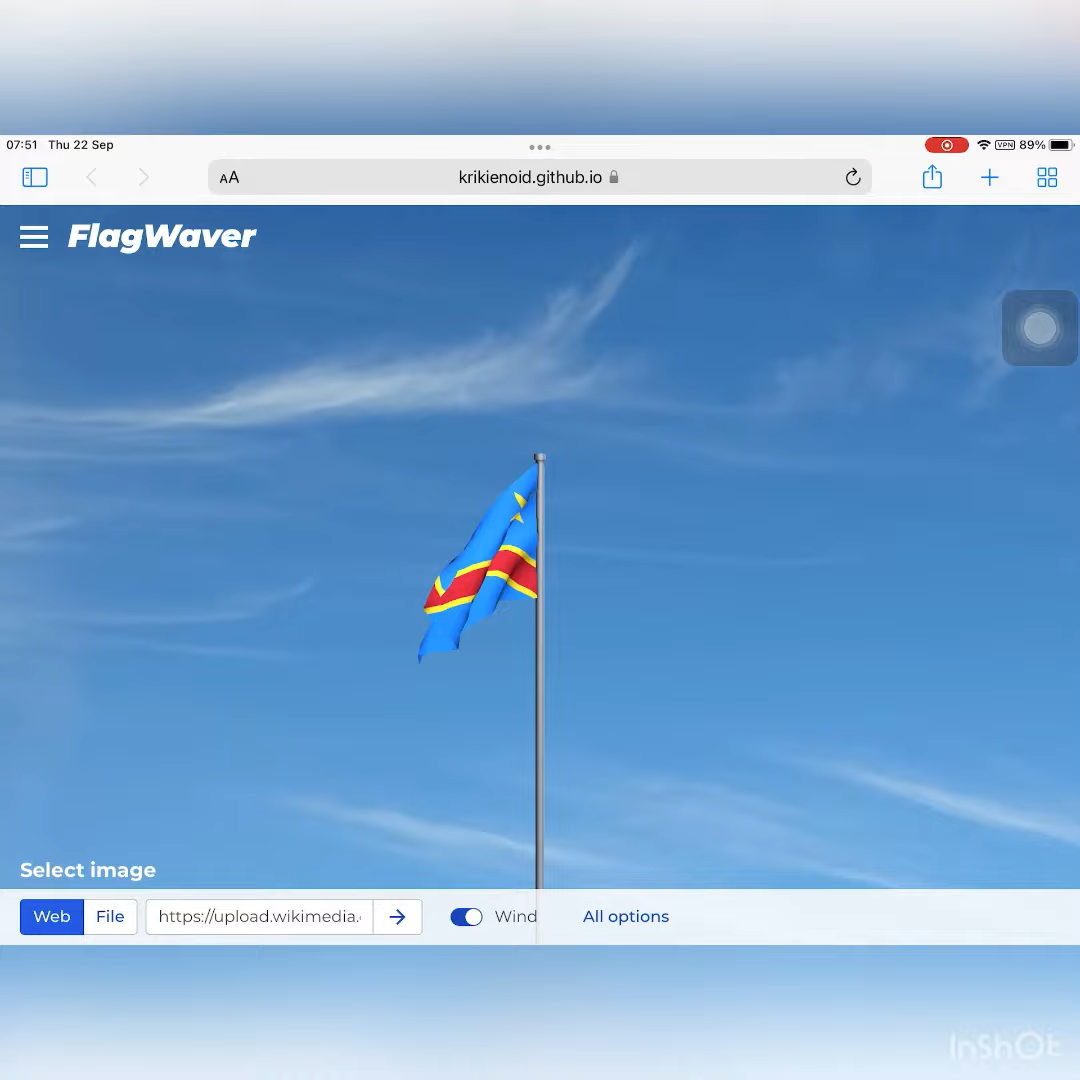 07:51 Thu 22 Sep
VPN 89%
AA krikienoid.github.io
FlagWaver
Select image
Web File https://upload.wikimedia. Wind All options
InShOt